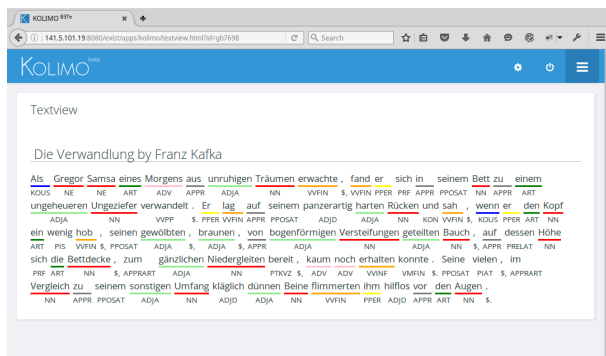 KOLIMO BETa
141.5.101.19:8080/exist/apps/kolimo/textview.html?id=gb7698
Search
KOLIMO beta
Textview
Die Verwandlung by Franz Kafka
Als Gregor Samsa eines Morgens aus unruhigen Träumen erwachte , fand er sich in seinem Bett zu einem
KOUS NE NE ART ADV APPR ADJA NN VVFIN $, VVFIN PPER PRF APPR PPOSAT NN APPR ART
ungeheueren Ungeziefer verwandelt . Er lag auf seinem panzerartig harten Rücken und sah , wenn er den Kopf
ADJA NN VVPP $. PPER VVFIN APPR PPOSAT ADJD ADJA NN KON VVFIN $, KOUS PPER ART NN
ein wenig hob , seinen gewölbten , braunen , von bogenförmigen Versteifungen geteilten Bauch , auf dessen Höhe
ART PIS VVFIN $, PPOSAT ADJA $, ADJA $, APPR ADJA NN ADJA NN $, APPR PRELAT NN
sich die Bettdecke , zum gänzlichen Niedergleiten bereit , kaum noch erhalten konnte . Seine vielen , im
PRF ART NN $, APPRART ADJA NN PTKVZ $, ADV ADV VVINF VMFIN $. PPOSAT PIAT $, APPRART
Vergleich zu seinem sonstigen Umfang kläglich dünnen Beine flimmerten ihm hilflos vor den Augen .
NN APPR PPOSAT ADJA NN ADJD ADJA NN VVFIN PPER ADJD APPR ART NN $.